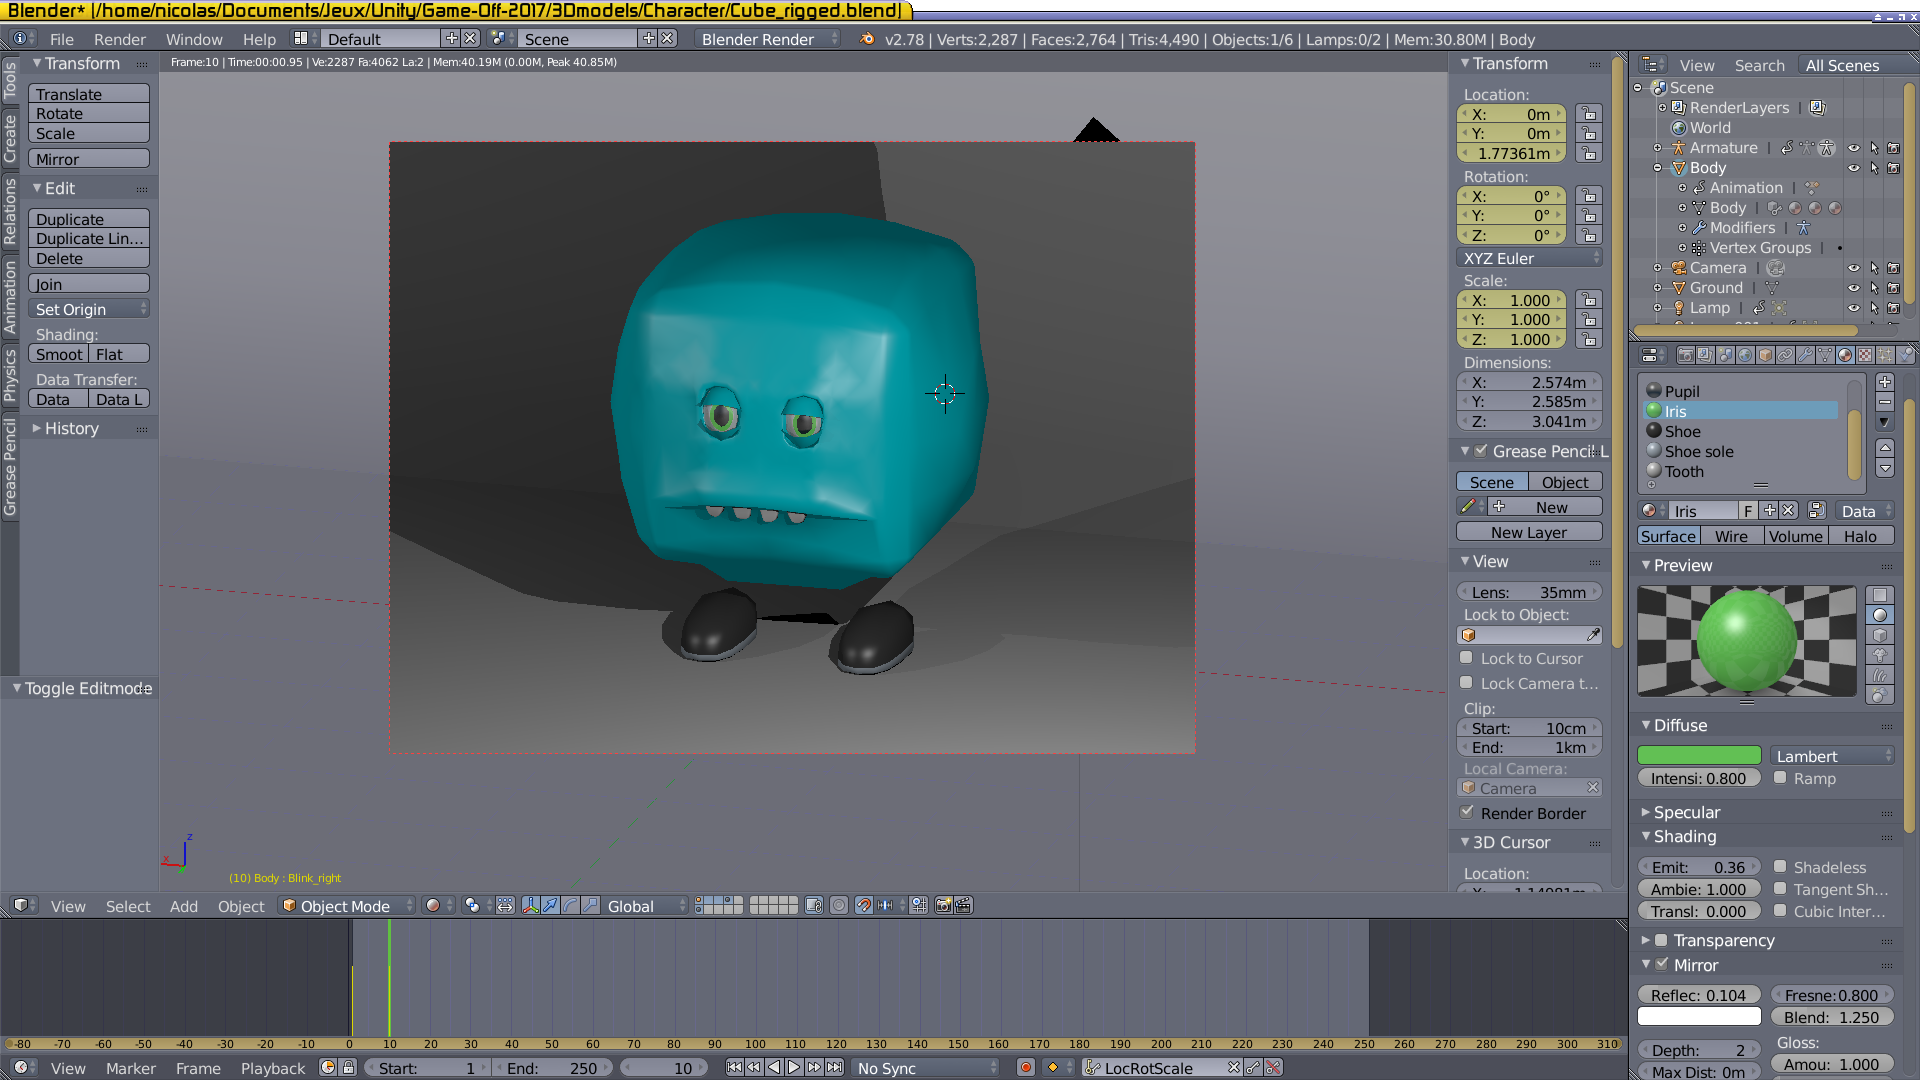 Blender* [/home/nicolas/Documents/Jeux/Unity/Game-Off-2017/3Dmodels/Character/Cube_rigged.blend]
File Render Window Help Default Scene Blender Render v2.78 | Verts:2,287 | Faces:2,764 | Tris:4,490 | Objects:1/6 | Lamps:0/2 | Mem:30.80M | Body
Frame:10 | Time:00:00.95 | Ve:2287 Fa:4062 La:2 | Mem:40.19M (0.00M, Peak 40.85M)
Tools
Create
Relations
Animation
Physics
Grease Pencil
Transform
Translate
Rotate
Scale
Mirror
Edit
Duplicate
Duplicate Lin...
Delete
Join
Set Origin
Shading:
Smoot Flat
Data Transfer:
Data Data L
History
Toggle Editmode
z
x
(10) Body : Blink_right
Transform
Location:
X: 0m
Y: 0m
1.77361m
Rotation:
X: 0°
Y: 0°
Z: 0°
XYZ Euler
Scale:
X: 1.000
Y: 1.000
Z: 1.000
Dimensions:
X: 2.574m
Y: 2.585m
Z: 3.041m
Grease Pencil L
Scene Object
New
New Layer
View
Lens: 35mm
Lock to Object:
Lock to Cursor
Lock Camera t...
Clip:
Start: 10cm
End: 1km
Local Camera:
Camera
Render Border
3D Cursor
Location:
View Search All Scenes
Scene
RenderLayers |
World
Armature |
Body
Animation |
Body |
Modifiers |
Vertex Groups |
Camera |
Ground |
Lamp |
Pupil
Iris
Shoe
Shoe sole
Tooth
Iris F Data
Surface Wire Volume Halo
Preview
Diffuse
Lambert
Intensi: 0.800 Ramp
Specular
Shading
Emit: 0.36 Shadeless
Ambie: 1.000 Tangent Sh...
Transl: 0.000 Cubic Inter...
Transparency
Mirror
Reflec: 0.104 Fresne:0.800
Blend: 1.250
Gloss:
Depth: 2 Amou: 1.000
Max Dist: 0m
View Select Add Object Object Mode Global
-80 -70 -60 -50 -40 -30 -20 -10 0 10 20 30 40 50 60 70 80 90 100 110 120 130 140 150 160 170 180 190 200 210 220 230 240 250 260 270 280 290 300 310
View Marker Frame Playback Start: 1 End: 250 10 No Sync LocRotScale